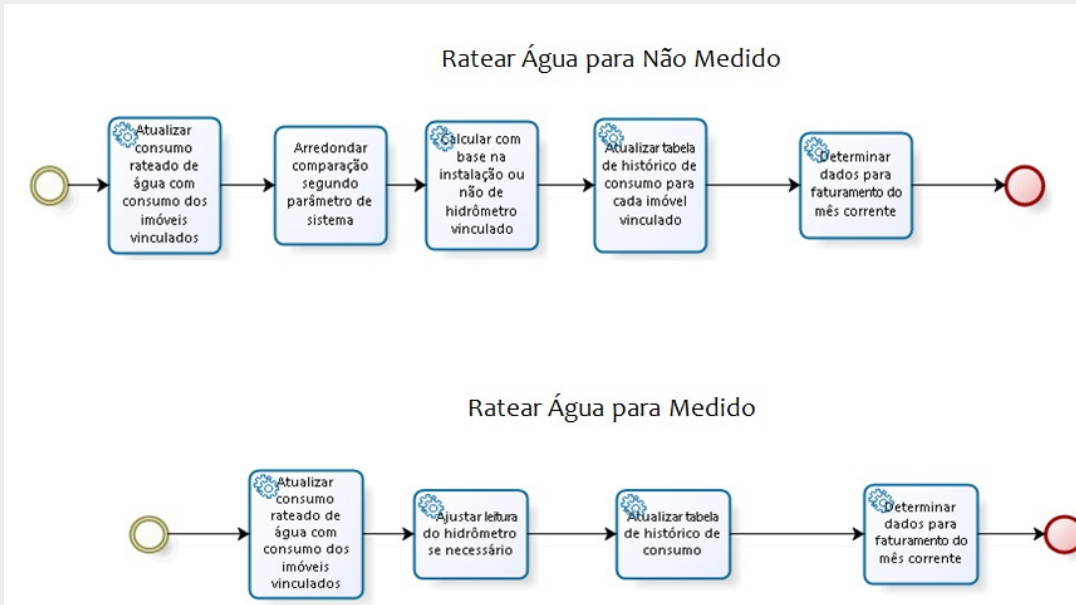 Ratear Água para Não Medido
Atualizar
consumo
rateado de
água com
consumo dos
imóveis
vinculados
Arredondar
comparação
segundo
parâmetro de
sistema
Calcular com
base na
instalação ou
não de
hidrômetro
vinculado
Atualizar tabela
de histórico de
consumo para
cada imóvel
vinculado
Determinar
dados para
faturamento do
mês corrente
Ratear Água para Medido
Atualizar
consumo
rateado de
água com
consumo dos
imóveis
vinculados
Ajustar leitura
do hidrômetro
se necessário
Atualizar tabela
de histórico de
consumo
Determinar
dados para
faturamento do
mês corrente